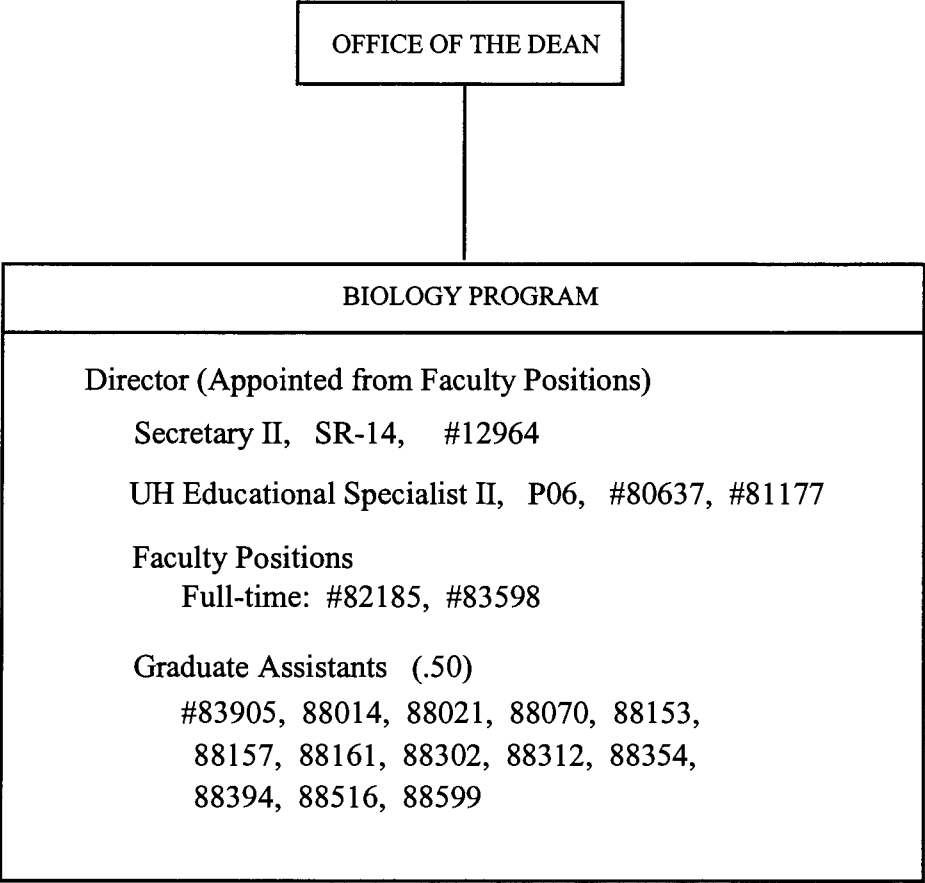 OFFICE OF THE DEAN
BIOLOGY PROGRAM
Director (Appointed from Faculty Positions)
Secretary II, SR-14, #12964
UH Educational Specialist II, P06, #80637, #81177
Faculty Positions
Full-time: #82185, #83598
Graduate Assistants (.50)
#83905, 88014, 88021, 88070, 88153,
88157, 88161, 88302, 88312, 88354,
88394, 88516, 88599